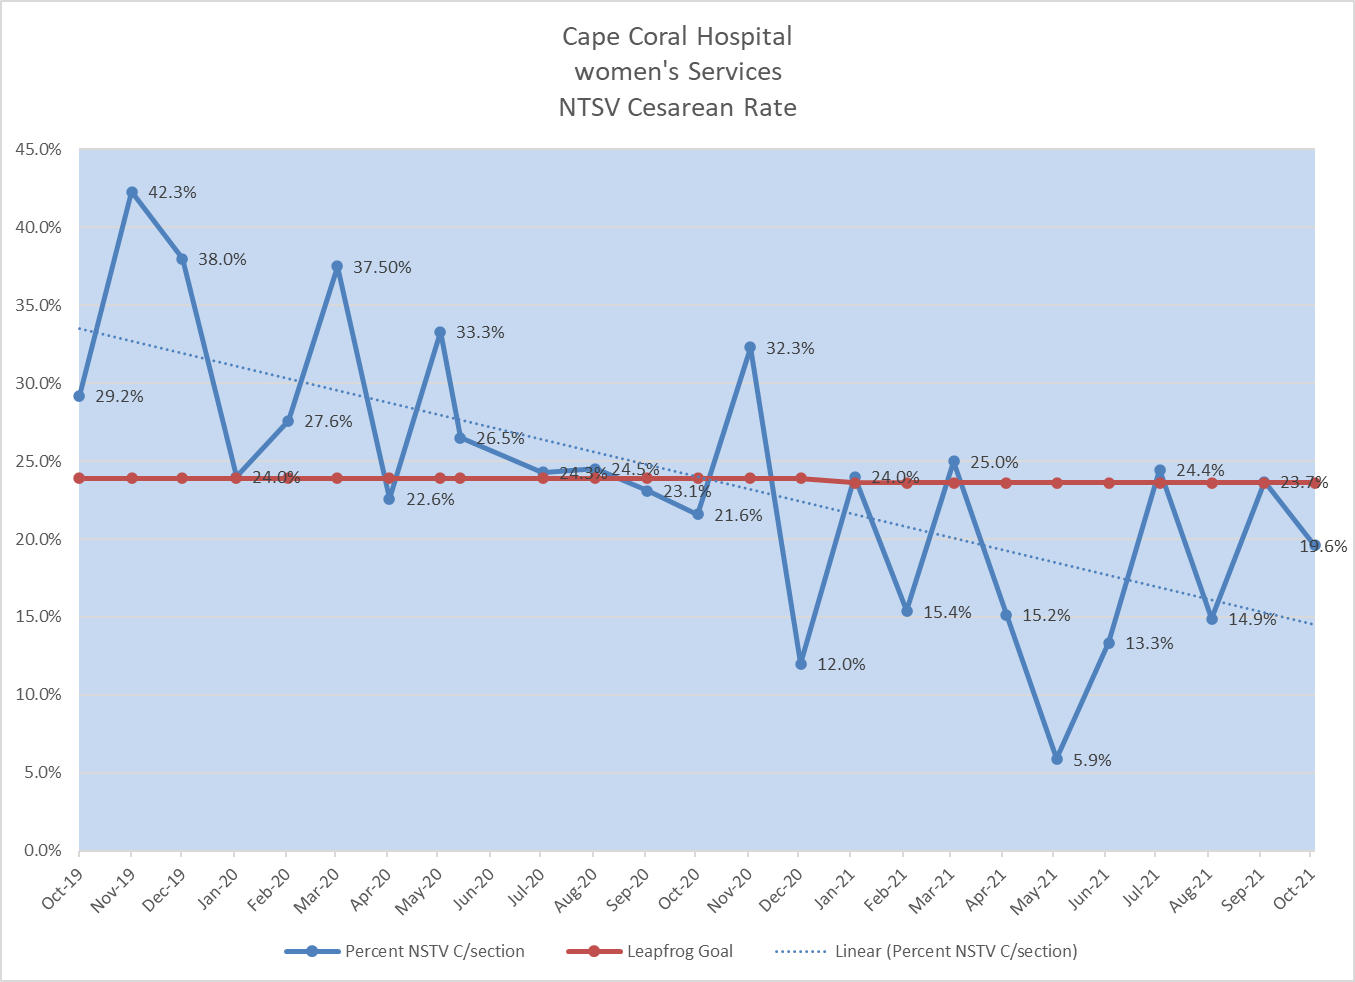 Cape Coral Hospital
women's Services
NTSV Cesarean Rate
45.0%
40.0%
35.0%
30.0%
25.0%
20.0%
15.0%
10.0%
5.0%
0.0%
29.2%
42.3%
38.0%
24.0%
27.6%
37.50%
22.6%
33.3%
26.5%
24.3%
24.5%
23.1%
21.6%
32.3%
12.0%
24.0%
15.4%
25.0%
15.2%
5.9%
13.3%
24.4%
14.9%
23.7%
19.6%
Oct-19
Nov-19
Dec-19
Jan-20
Feb-20
Mar-20
Apr-20
May-20
Jun-20
Jul-20
Aug-20
Sep-20
Oct-20
Nov-20
Dec-20
Jan-21
Feb-21
Mar-21
Apr-21
May-21
Jun-21
Jul-21
Aug-21
Sep-21
Oct-21
Percent NSTV C/section
Leapfrog Goal
Linear (Percent NSTV C/section)